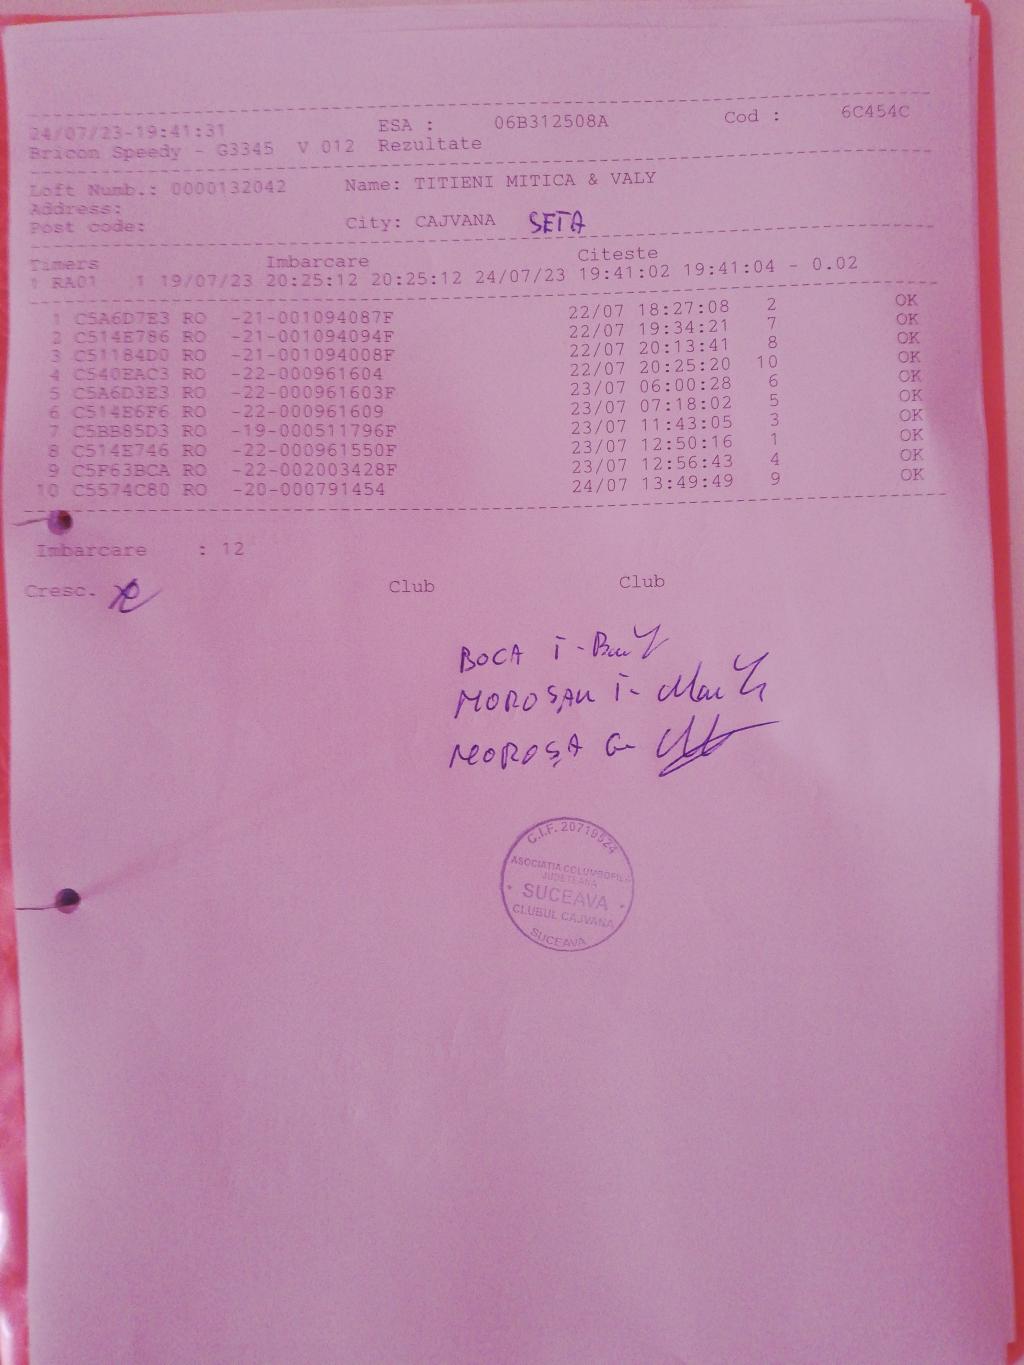 24/07/23-19:41:31 ESA : 06B312508A Cod : 6C454C
Bricon Speedy - G3345 V 012 Rezultate
Loft Numb.: 0000132042 Name: TITIENI MITICA & VALY
Address:
Post code: City: CAJVANA SETA
Timers Imbarcare Citeste
1 RA01 1 19/07/23 20:25:12 20:25:12 24/07/23 19:41:02 19:41:04 - 0.02
1 C5A6D7E3 RO -21-001094087F 22/07 18:27:08 2 OK
2 C514E786 RO -21-001094094F 22/07 19:34:21 7 OK
3 C51184D0 RO -21-001094008F 22/07 20:13:41 8 OK
4 C540EAC3 RO -22-000961604 22/07 20:25:20 10 OK
5 C5A6D3E3 RO -22-000961603F 23/07 06:00:28 6 OK
6 C514E6F6 RO -22-000961609 23/07 07:18:02 5 OK
7 C5BB85D3 RO -19-000511796F 23/07 11:43:05 3 OK
8 C514E746 RO -22-000961550F 23/07 12:50:16 1 OK
9 C5F63BCA RO -22-002003428F 23/07 12:56:43 4 OK
10 C5574C80 RO -20-000791454 24/07 13:49:49 9 OK
Imbarcare : 12
Cresc. Club Club
BOCA I -
MOROȘAN I -
MOROȘA G
C.I.F. 20719524
ASOCIATIA COLUMBOFILA
JUDETEANA
SUCEAVA
CLUBUL CAJVANA
SUCEAVA